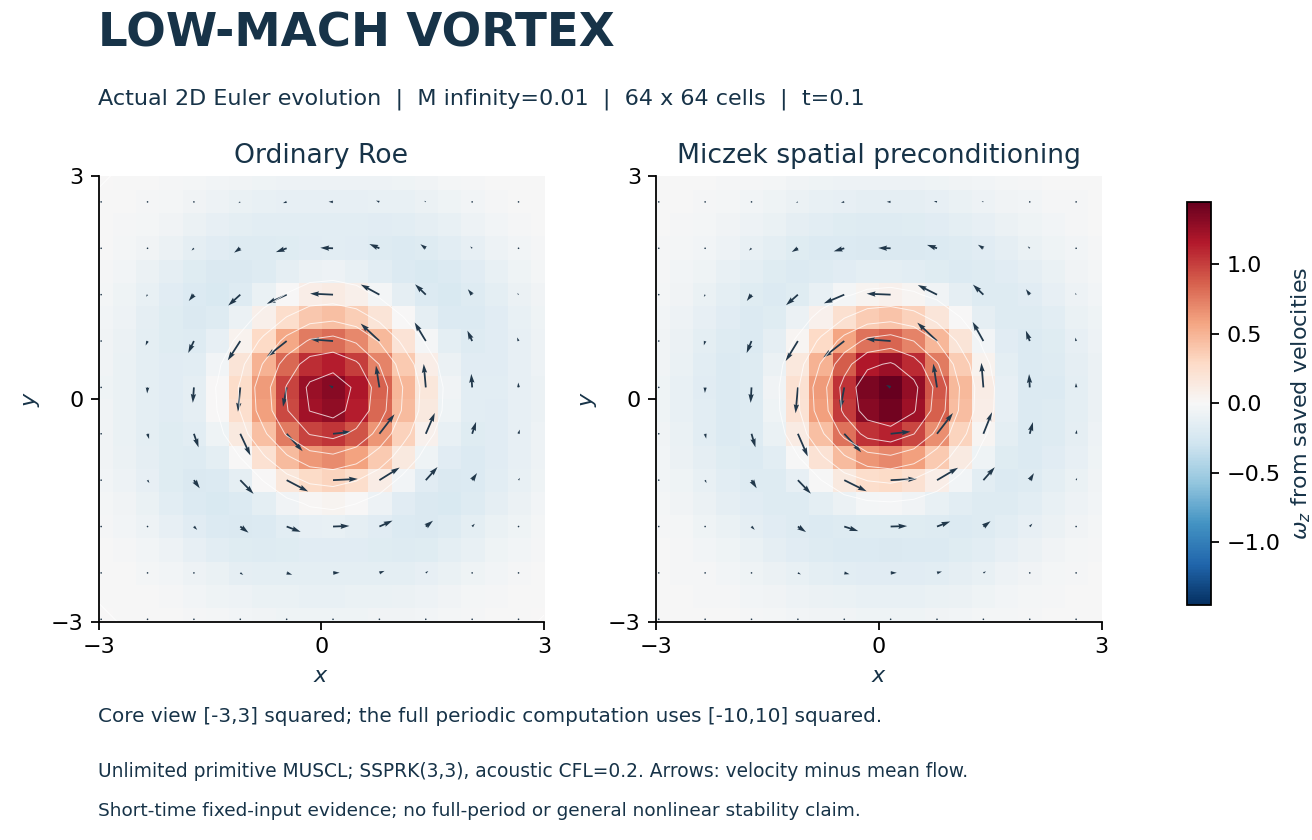 LOW-MACH VORTEX
Actual 2D Euler evolution | M infinity=0.01 | 64 x 64 cells | t=0.1
Ordinary Roe
Miczek spatial preconditioning
3
0
−3
y
−3
0
3
x
3
0
−3
y
−3
0
3
x
1.0
0.5
0.0
−0.5
−1.0
ω_z from saved velocities
Core view [-3,3] squared; the full periodic computation uses [-10,10] squared.
Unlimited primitive MUSCL; SSPRK(3,3), acoustic CFL=0.2. Arrows: velocity minus mean flow.
Short-time fixed-input evidence; no full-period or general nonlinear stability claim.